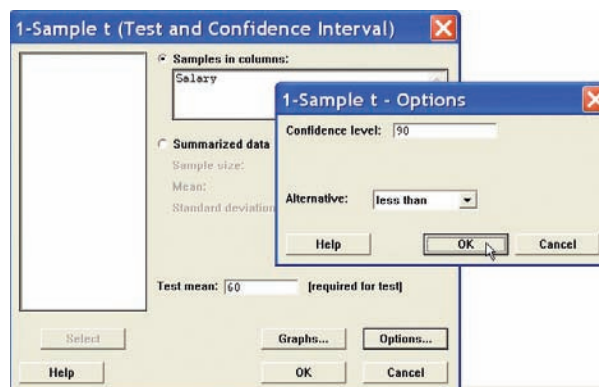 1-Sample t (Test and Confidence Interval)
Samples in columns:
Salary
Summarized data
Sample size:
Mean:
Standard deviation
Test mean: 60 (required for test)
Select
Graphs...
Options...
Help
OK
Cancel
1-Sample t - Options
Confidence level: 90
Alternative: less than
Help
OK
Cancel